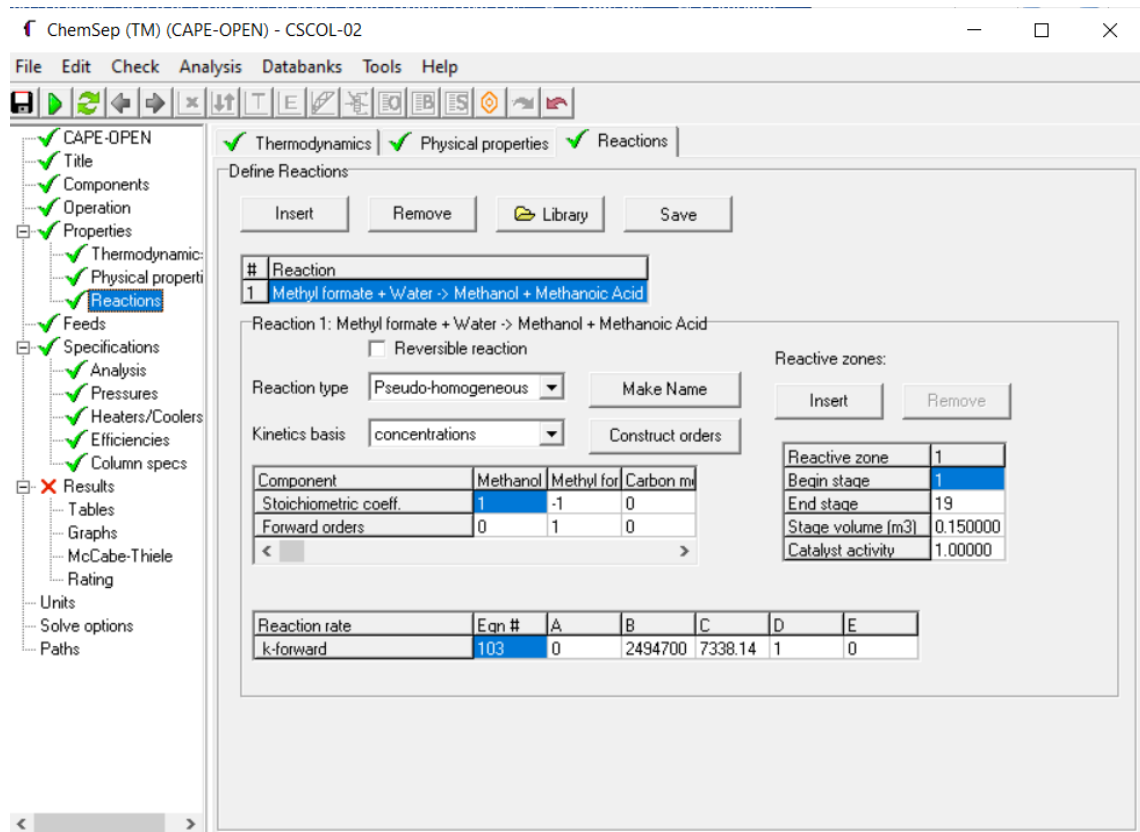 ChemSep (TM) (CAPE-OPEN) - CSCOL-02
File Edit Check Analysis Databanks Tools Help
T E O B S
CAPE-OPEN
Title
Components
Operation
Properties
Thermodynamic
Physical properti
Reactions
Feeds
Specifications
Analysis
Pressures
Heaters/Coolers
Efficiencies
Column specs
Results
Tables
Graphs
McCabe-Thiele
Rating
Units
Solve options
Paths
Thermodynamics Physical properties Reactions
Define Reactions
Insert Remove Library Save
# Reaction
1 Methyl formate + Water -> Methanol + Methanoic Acid
Reaction 1: Methyl formate + Water -> Methanol + Methanoic Acid
Reversible reaction
Reaction type Pseudo-homogeneous Make Name
Kinetics basis concentrations Construct orders
Component Methanol Methyl for Carbon m
Stoichiometric coeff. 1 -1 0
Forward orders 0 1 0
Reactive zones:
Insert Remove
Reactive zone 1
Begin stage 1
End stage 19
Stage volume (m3) 0.150000
Catalyst activity 1.00000
Reaction rate Eqn # A B C D E
k-forward 103 0 2494700 7338.14 1 0